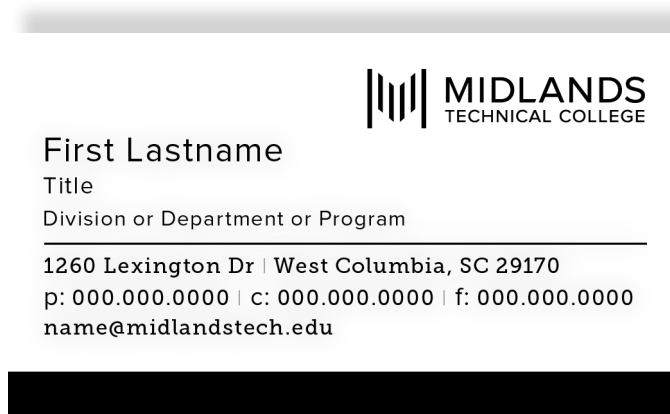 MIDLANDS
TECHNICAL COLLEGE
First Lastname
Title
Division or Department or Program
1260 Lexington Dr | West Columbia, SC 29170
p: 000.000.0000 | c: 000.000.0000 | f: 000.000.0000
name@midlandstech.edu